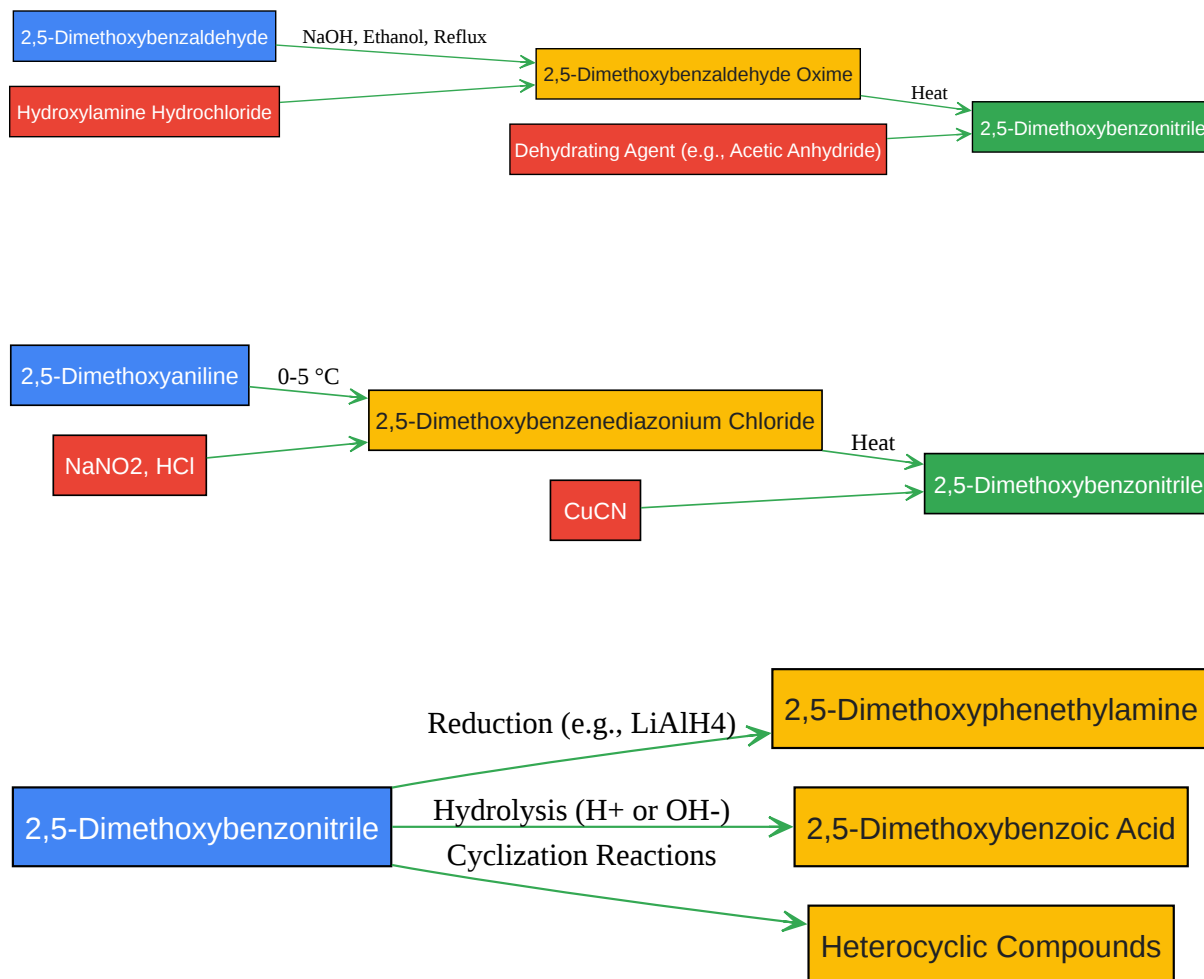 2,5-Dimethoxybenzaldehyde
NaOH, Ethanol, Reflux
2,5-Dimethoxybenzaldehyde Oxime
Hydroxylamine Hydrochloride
Heat
2,5-Dimethoxybenzonitrile
Dehydrating Agent (e.g., Acetic Anhydride)
2,5-Dimethoxyaniline
0-5 °C
2,5-Dimethoxybenzenediazonium Chloride
NaNO2, HCl
Heat
2,5-Dimethoxybenzonitrile
CuCN
2,5-Dimethoxyphenethylamine
Reduction (e.g., LiAlH4)
2,5-Dimethoxybenzonitrile
Hydrolysis (H+ or OH-)
2,5-Dimethoxybenzoic Acid
Cyclization Reactions
Heterocyclic Compounds